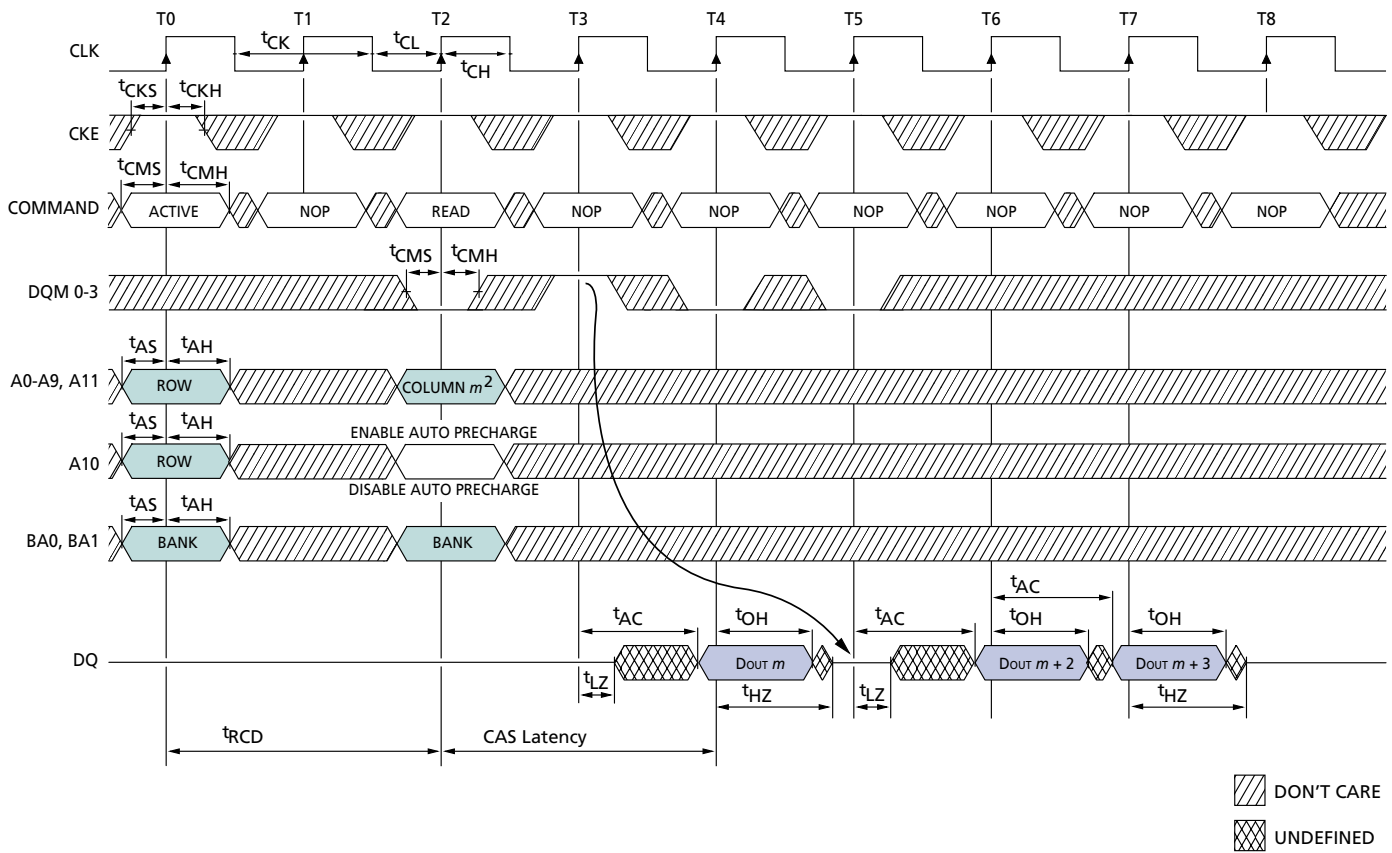 T0 T1 T2 T3 T4 T5 T6 T7 T8
CLK
tCK tCL
tCH
tCKS tCKH
CKE
tCMS tCMH
COMMAND
ACTIVE NOP READ NOP NOP NOP NOP NOP NOP
tCMS tCMH
DQM 0-3
tAS tAH
A0-A9, A11
ROW COLUMN m2
tAS tAH
ENABLE AUTO PRECHARGE
A10
ROW
DISABLE AUTO PRECHARGE
tAS tAH
BA0, BA1
BANK BANK
tAC tOH tAC tAC tOH tOH
DQ
DOUT m DOUT m + 2 DOUT m + 3
tLZ tHZ tLZ tHZ
tRCD CAS Latency
DON'T CARE
UNDEFINED